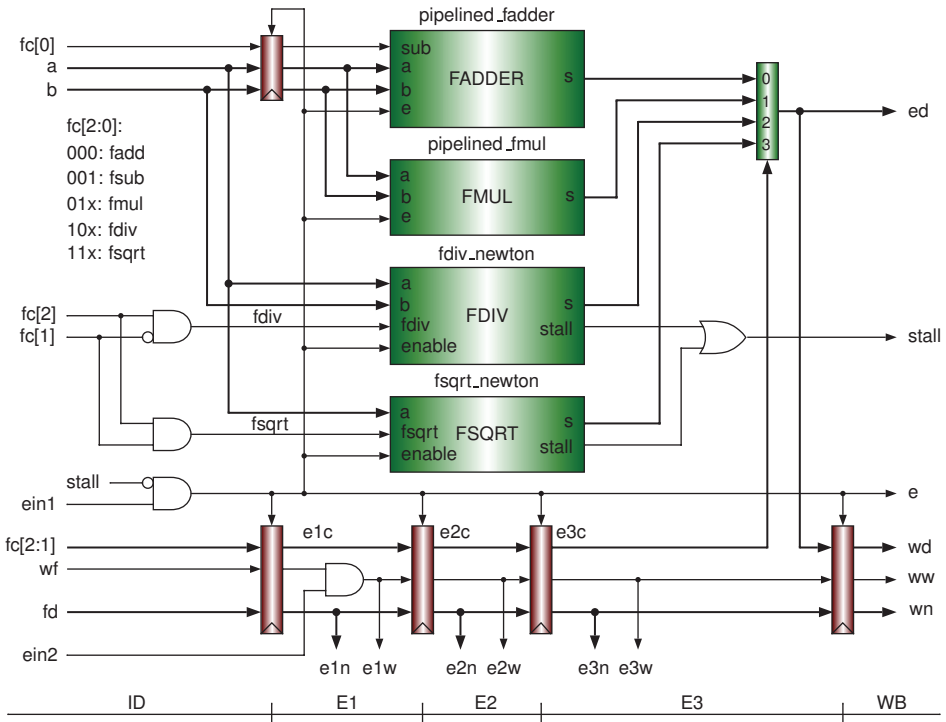 pipelined_fadder
fc[0]
a
b
sub
a
b
e
FADDER
s
0
1
2
3
ed
fc[2:0]:
000: fadd
001: fsub
01x: fmul
10x: fdiv
11x: fsqrt
pipelined_fmul
a
b
e
FMUL
s
fdiv_newton
a
b
fdiv
enable
FDIV
s
stall
fc[2]
fc[1]
fdiv
stall
fsqrt_newton
a
fsqrt
enable
FSQRT
s
stall
fsqrt
stall
ein1
e
fc[2:1]
wf
fd
ein2
e1c
e2c
e3c
wd
ww
wn
e1n
e1w
e2n
e2w
e3n
e3w
ID
E1
E2
E3
WB